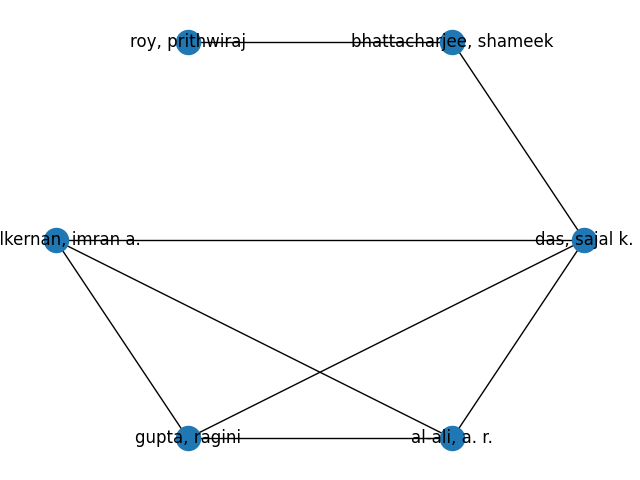 roy, prithwiraj
bhattacharjee, shameek
lkernan, imran a.
das, sajal k.
gupta, ragini
al-ali, a. r.